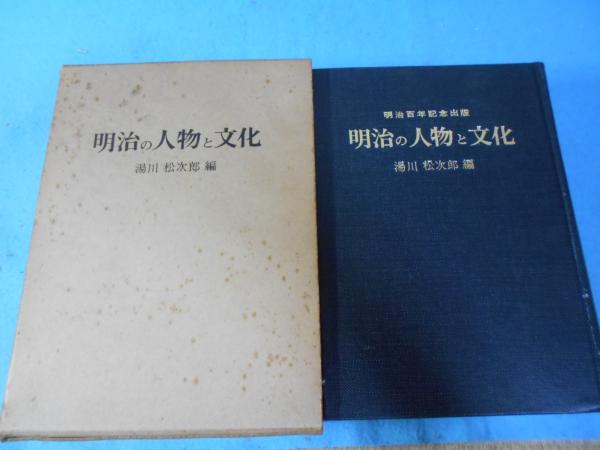 明治の人物と文化
湯川 松次郎 編
明治百年記念出版
明治の人物と文化
湯川 松次郎 編